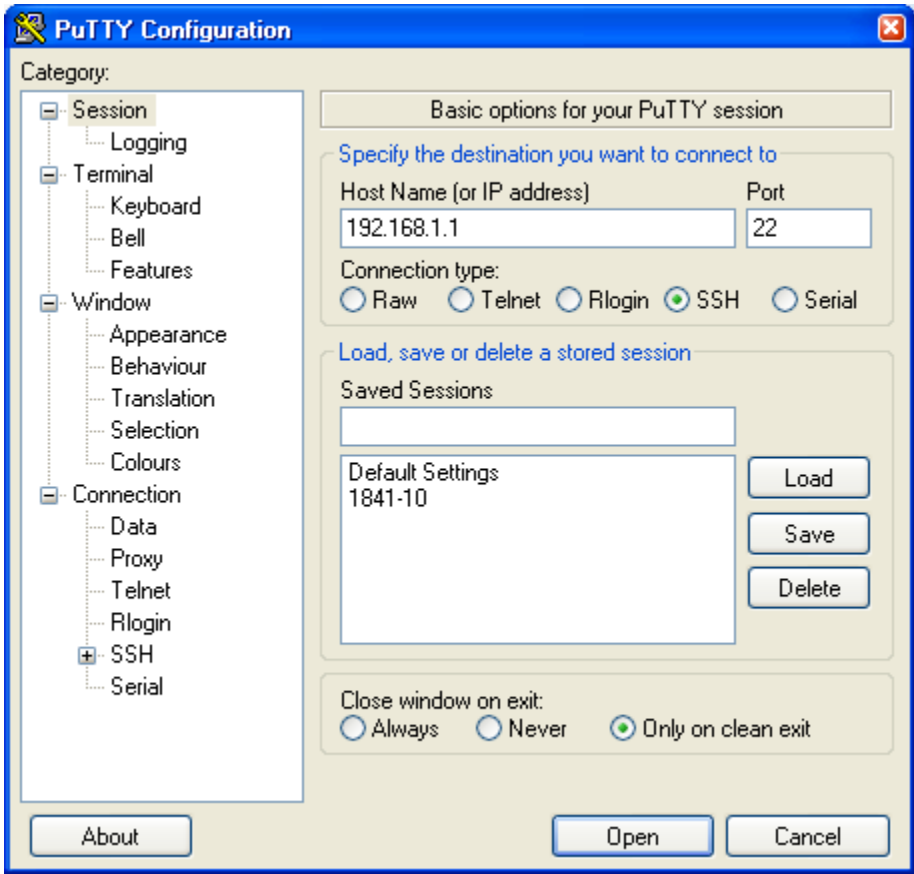 PuTTY Configuration
Category:
Session
Logging
Terminal
Keyboard
Bell
Features
Window
Appearance
Behaviour
Translation
Selection
Colours
Connection
Data
Proxy
Telnet
Rlogin
SSH
Serial
Basic options for your PuTTY session
Specify the destination you want to connect to
Host Name (or IP address) Port
192.168.1.1 22
Connection type:
Raw Telnet Rlogin SSH Serial
Load, save or delete a stored session
Saved Sessions
Default Settings
1841-10
Load
Save
Delete
Close window on exit:
Always Never Only on clean exit
About Open Cancel